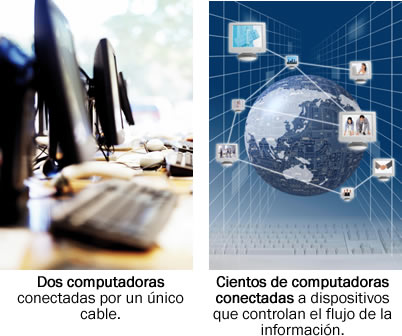 Dos computadoras
conectadas por un único
cable.
Cientos de computadoras
conectadas a dispositivos
que controlan el flujo de la
información.